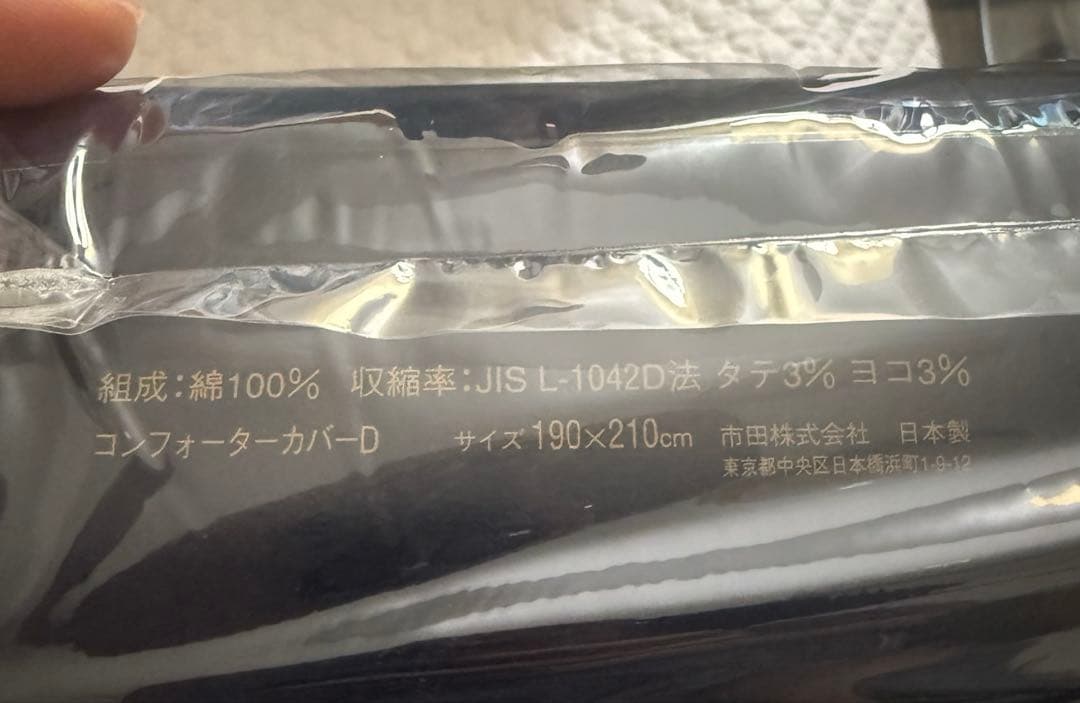 組成:綿100% 収縮率:JIS L-1042D法 タテ3% ヨコ3%
コンフォーターカバーD サイズ 190×210cm 市田株式会社 日本製
東京都中央区日本橋浜町1-9-12